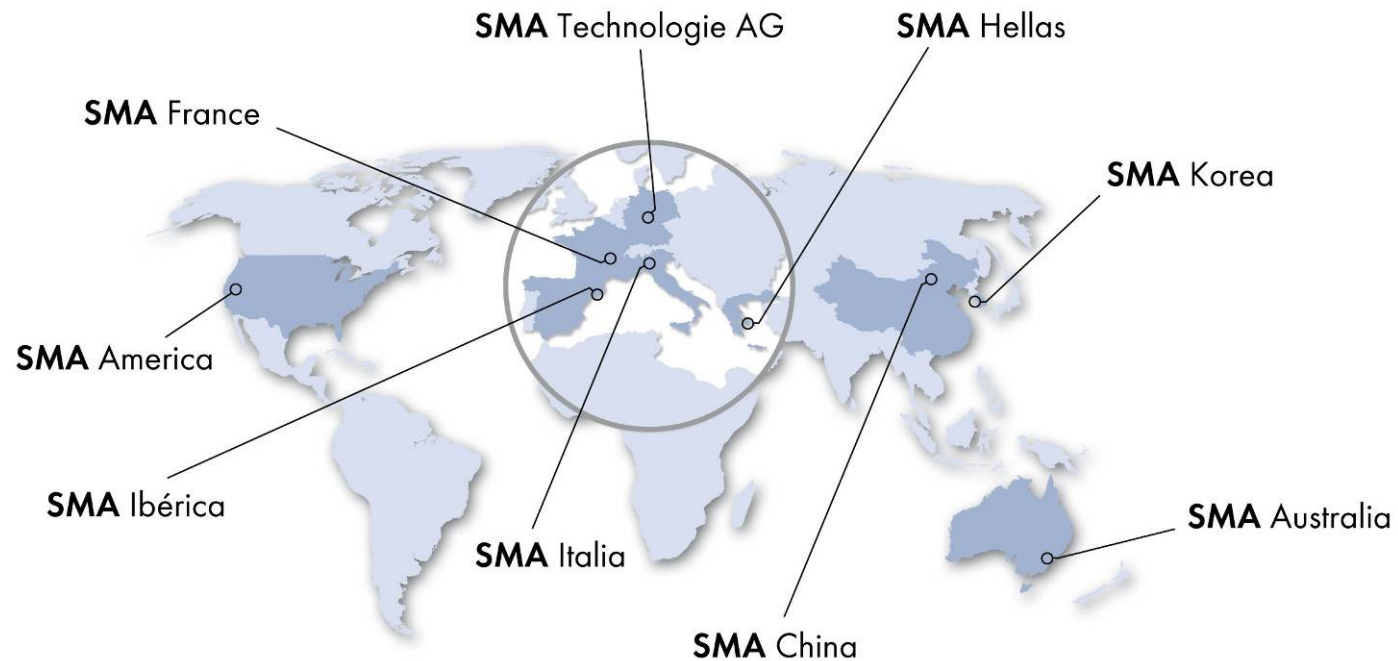 SMA Technologie AG
SMA Hellas
SMA France
SMA Korea
SMA America
SMA Ibérica
SMA Italia
SMA Australia
SMA China